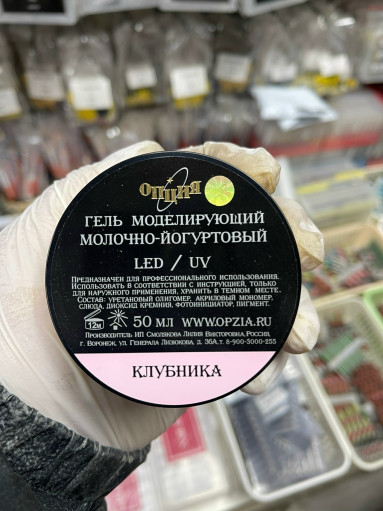 ОПЦИЯ
ГЕЛЬ МОДЕЛИРУЮЩИЙ
МОЛОЧНО-ЙОГУРТОВЫЙ
LED / UV
ПРЕДНАЗНАЧЕН ДЛЯ ПРОФЕССИОНАЛЬНОГО ИСПОЛЬЗОВАНИЯ.
ИСПОЛЬЗОВАТЬ В СООТВЕТСТВИИ С ИНСТРУКЦИЕЙ, ТОЛЬКО
ДЛЯ НАРУЖНОГО ПРИМЕНЕНИЯ, ХРАНИТЬ В ТЕМНОМ МЕСТЕ.
СОСТАВ: УРЕТАНОВЫЙ ОЛИГОМЕР, АКРИЛОВЫЙ МОНОМЕР,
СЛЮДА, ДИОКСИД КРЕМНИЯ, ФОТОИНИЦИАТОР, ПИГМЕНТ.
12М 50 МЛ WWW.OPZIA.RU
ПРОИЗВОДИТЕЛЬ: ИП СМОЛЯКОВА ЛИЛИЯ ВИКТОРОВНА, РОССИЯ,
Г. ВОРОНЕЖ, УЛ. ГЕНЕРАЛА ЛИЗЮКОВА, Д. 36А, Т. 8-900-3000-255
КЛУБНИКА